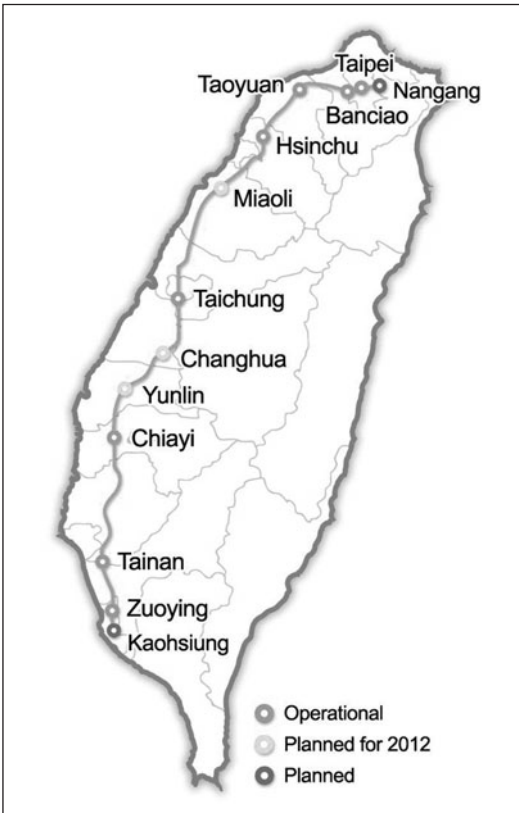 Taipei
Taoyuan
Nangang
Banciao
Hsinchu
Miaoli
Taichung
Changhua
Yunlin
Chiayi
Tainan
Zuoying
Kaohsiung
Operational
Planned for 2012
Planned